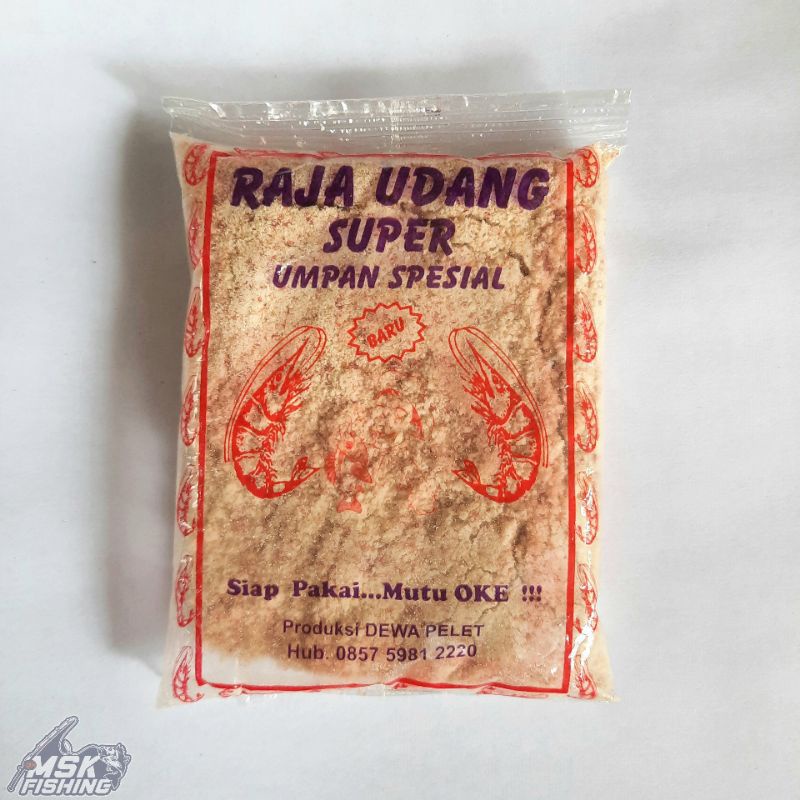 RAJA UDANG
SUPER
UMPAN SPESIAL
BARU
Siap Pakai...Mutu OKE !!!
Produksi DEWA PELET
Hub. 0857 5981 2220
MSK
FISHING